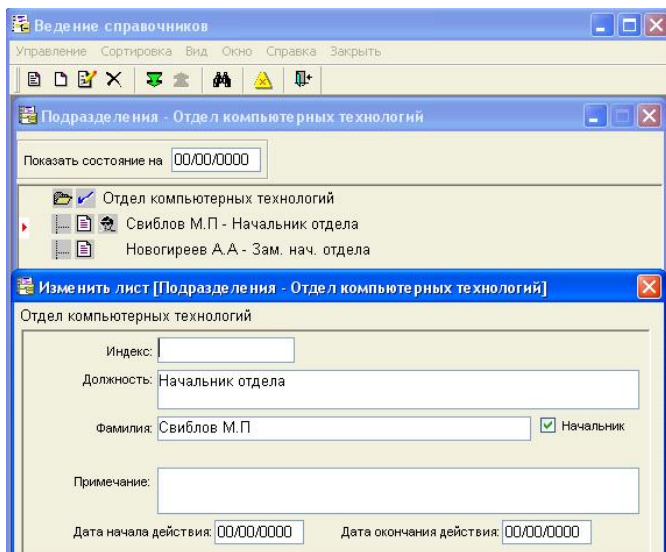 Ведение справочников
Управление Сортировка Вид Окно Справка Закрыть
Подразделения - Отдел компьютерных технологий
Показать состояние на 00/00/0000
Отдел компьютерных технологий
Свиблов М.П - Начальник отдела
Новогиреев А.А - Зам. нач. отдела
Изменить лист [Подразделения - Отдел компьютерных технологий]
Отдел компьютерных технологий
Индекс:
Должность: Начальник отдела
Фамилия: Свиблов М.П Начальник
Примечание:
Дата начала действия: 00/00/0000 Дата окончания действия: 00/00/0000